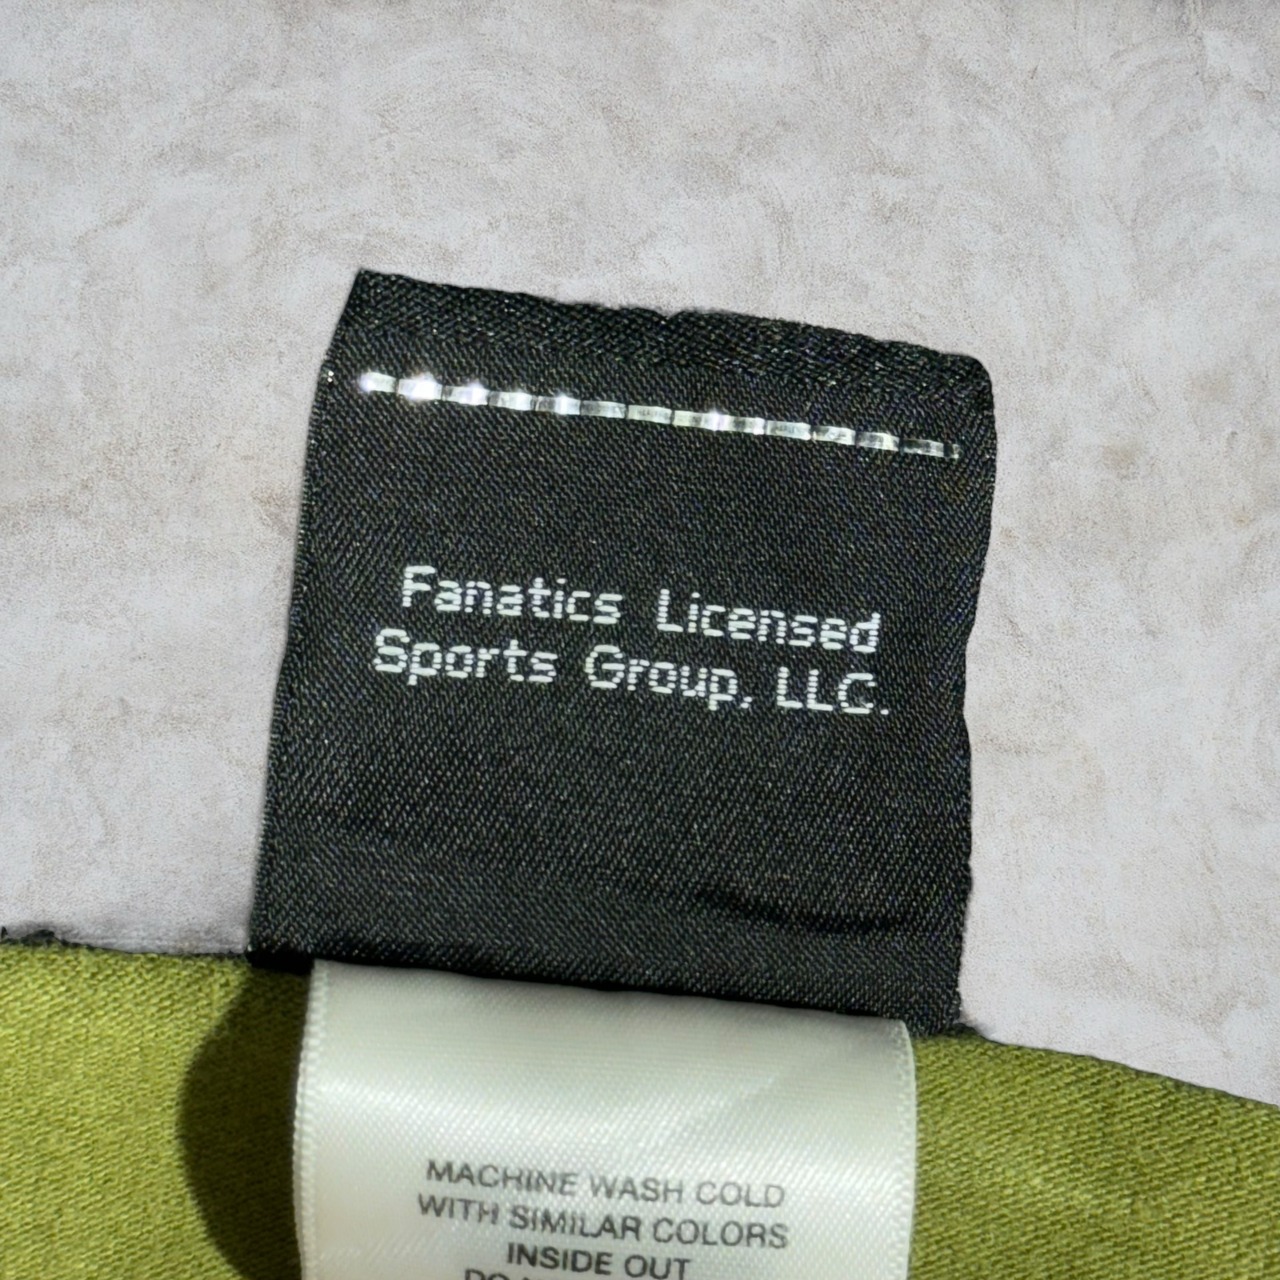 Fanatics Licensed
Sports Group, LLC.
MACHINE WASH COLD
WITH SIMILAR COLORS
INSIDE OUT